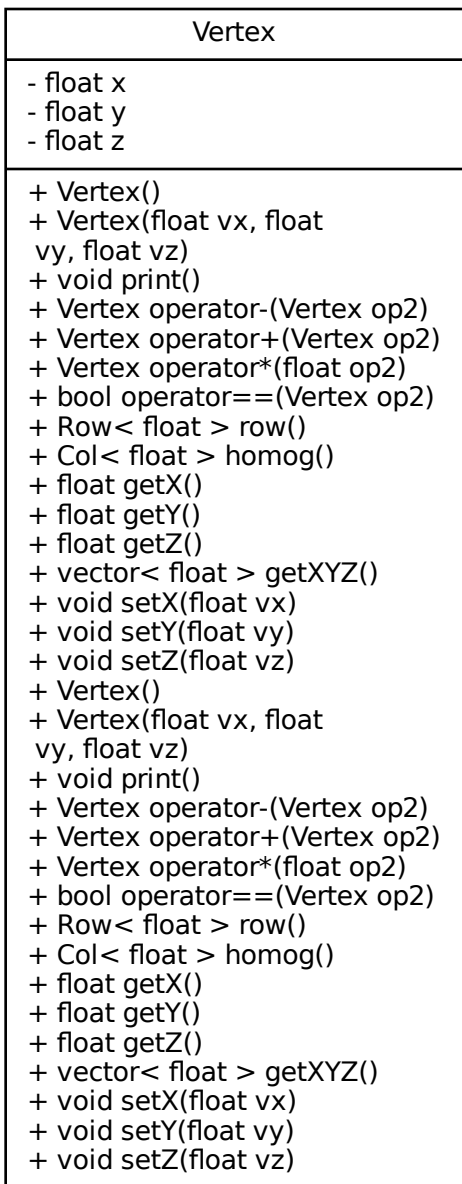 Vertex
- float x
- float y
- float z
+ Vertex()
+ Vertex(float vx, float
vy, float vz)
+ void print()
+ Vertex operator-(Vertex op2)
+ Vertex operator+(Vertex op2)
+ Vertex operator*(float op2)
+ bool operator==(Vertex op2)
+ Row< float > row()
+ Col< float > homog()
+ float getX()
+ float getY()
+ float getZ()
+ vector< float > getXYZ()
+ void setX(float vx)
+ void setY(float vy)
+ void setZ(float vz)
+ Vertex()
+ Vertex(float vx, float
vy, float vz)
+ void print()
+ Vertex operator-(Vertex op2)
+ Vertex operator+(Vertex op2)
+ Vertex operator*(float op2)
+ bool operator==(Vertex op2)
+ Row< float > row()
+ Col< float > homog()
+ float getX()
+ float getY()
+ float getZ()
+ vector< float > getXYZ()
+ void setX(float vx)
+ void setY(float vy)
+ void setZ(float vz)